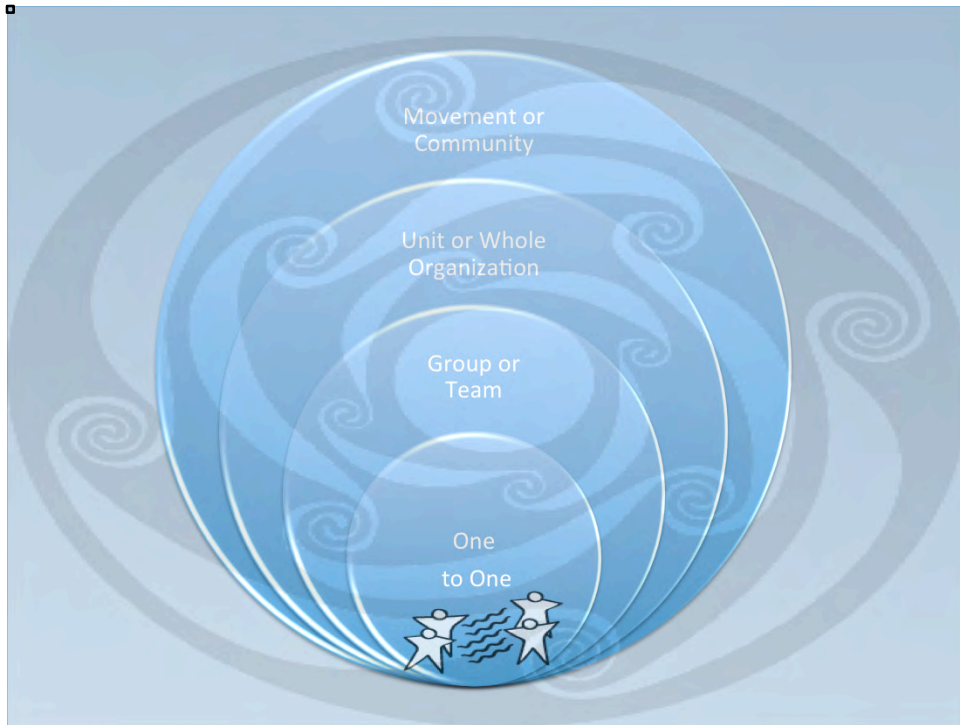 Movement or
Community
Unit or Whole
Organization
Group or
Team
One
to One